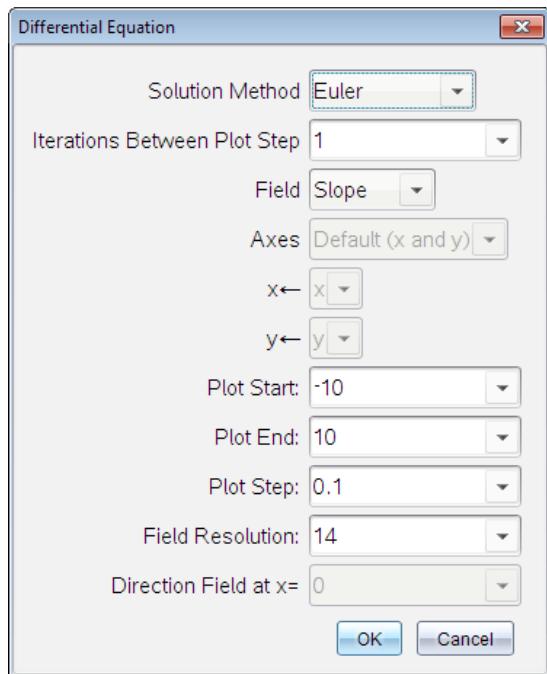 Differential Equation
Solution Method Euler
Iterations Between Plot Step 1
Field Slope
Axes Default (x and y)
x← x
y← y
Plot Start: -10
Plot End: 10
Plot Step: 0.1
Field Resolution: 14
Direction Field at x= 0
OK Cancel